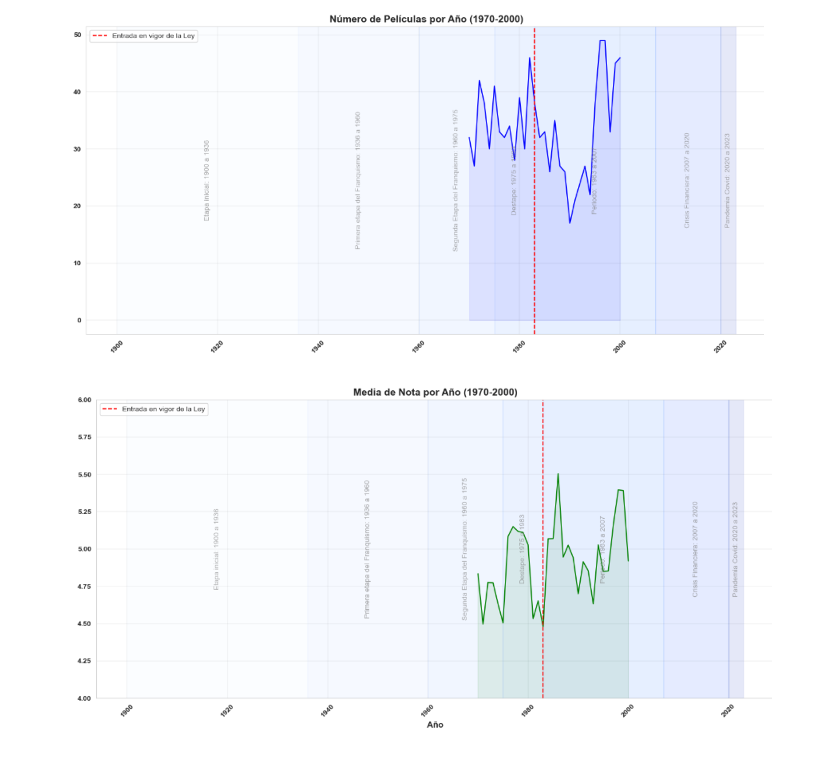 Número de Películas por Año (1970-2000)
Entrada en vigor de la Ley
50
40
30
20
10
0
Etapa Inicial: 1900 a 1936
Primera etapa del Franquismo: 1936 a 1960
Segunda Etapa del Franquismo: 1960 a 1975
Destape: 1975 a
Periodo: 1983 a 2007
Crisis Financiera: 2007 a 2020
Pandemia Covid: 2020 a 2023
1900
1920
1940
1960
1980
2000
2020
Media de Nota por Año (1970-2000)
Entrada en vigor de la Ley
6.00
5.75
5.50
5.25
5.00
4.75
4.50
4.25
4.00
Etapa Inicial: 1900 a 1936
Primera etapa del Franquismo: 1936 a 1960
Segunda Etapa del Franquismo: 1960 a 1975
Destape: 1975 a 1983
Periodo: 1983 a 2007
Crisis Financiera: 2007 a 2020
Pandemia Covid: 2020 a 2023
1900
1920
1940
1960
1980
2000
2020
Año